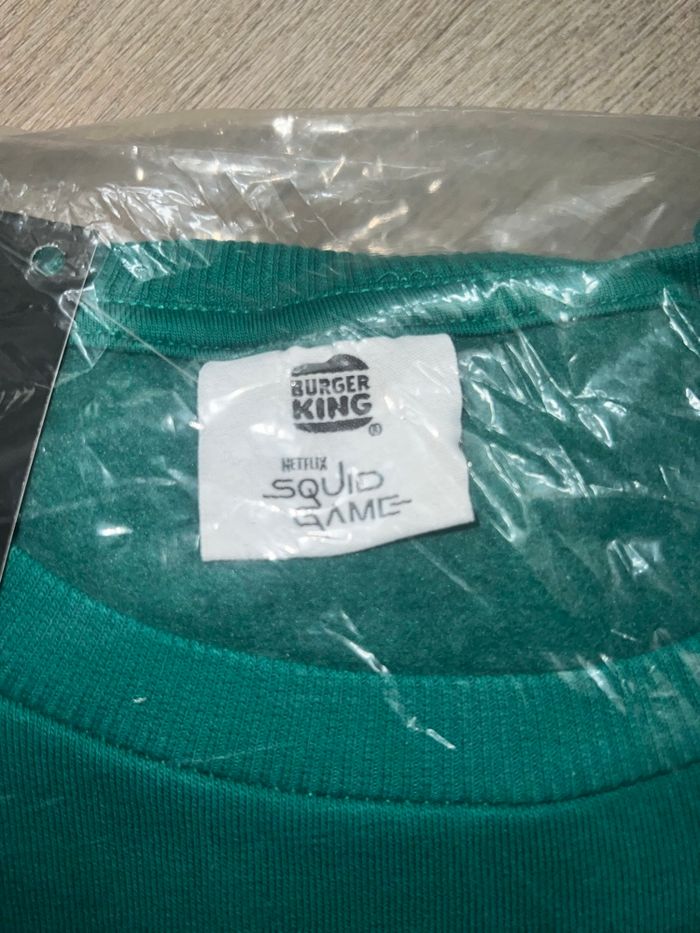 BURGER
KING
®
NETFLIX
SQUID
GAME